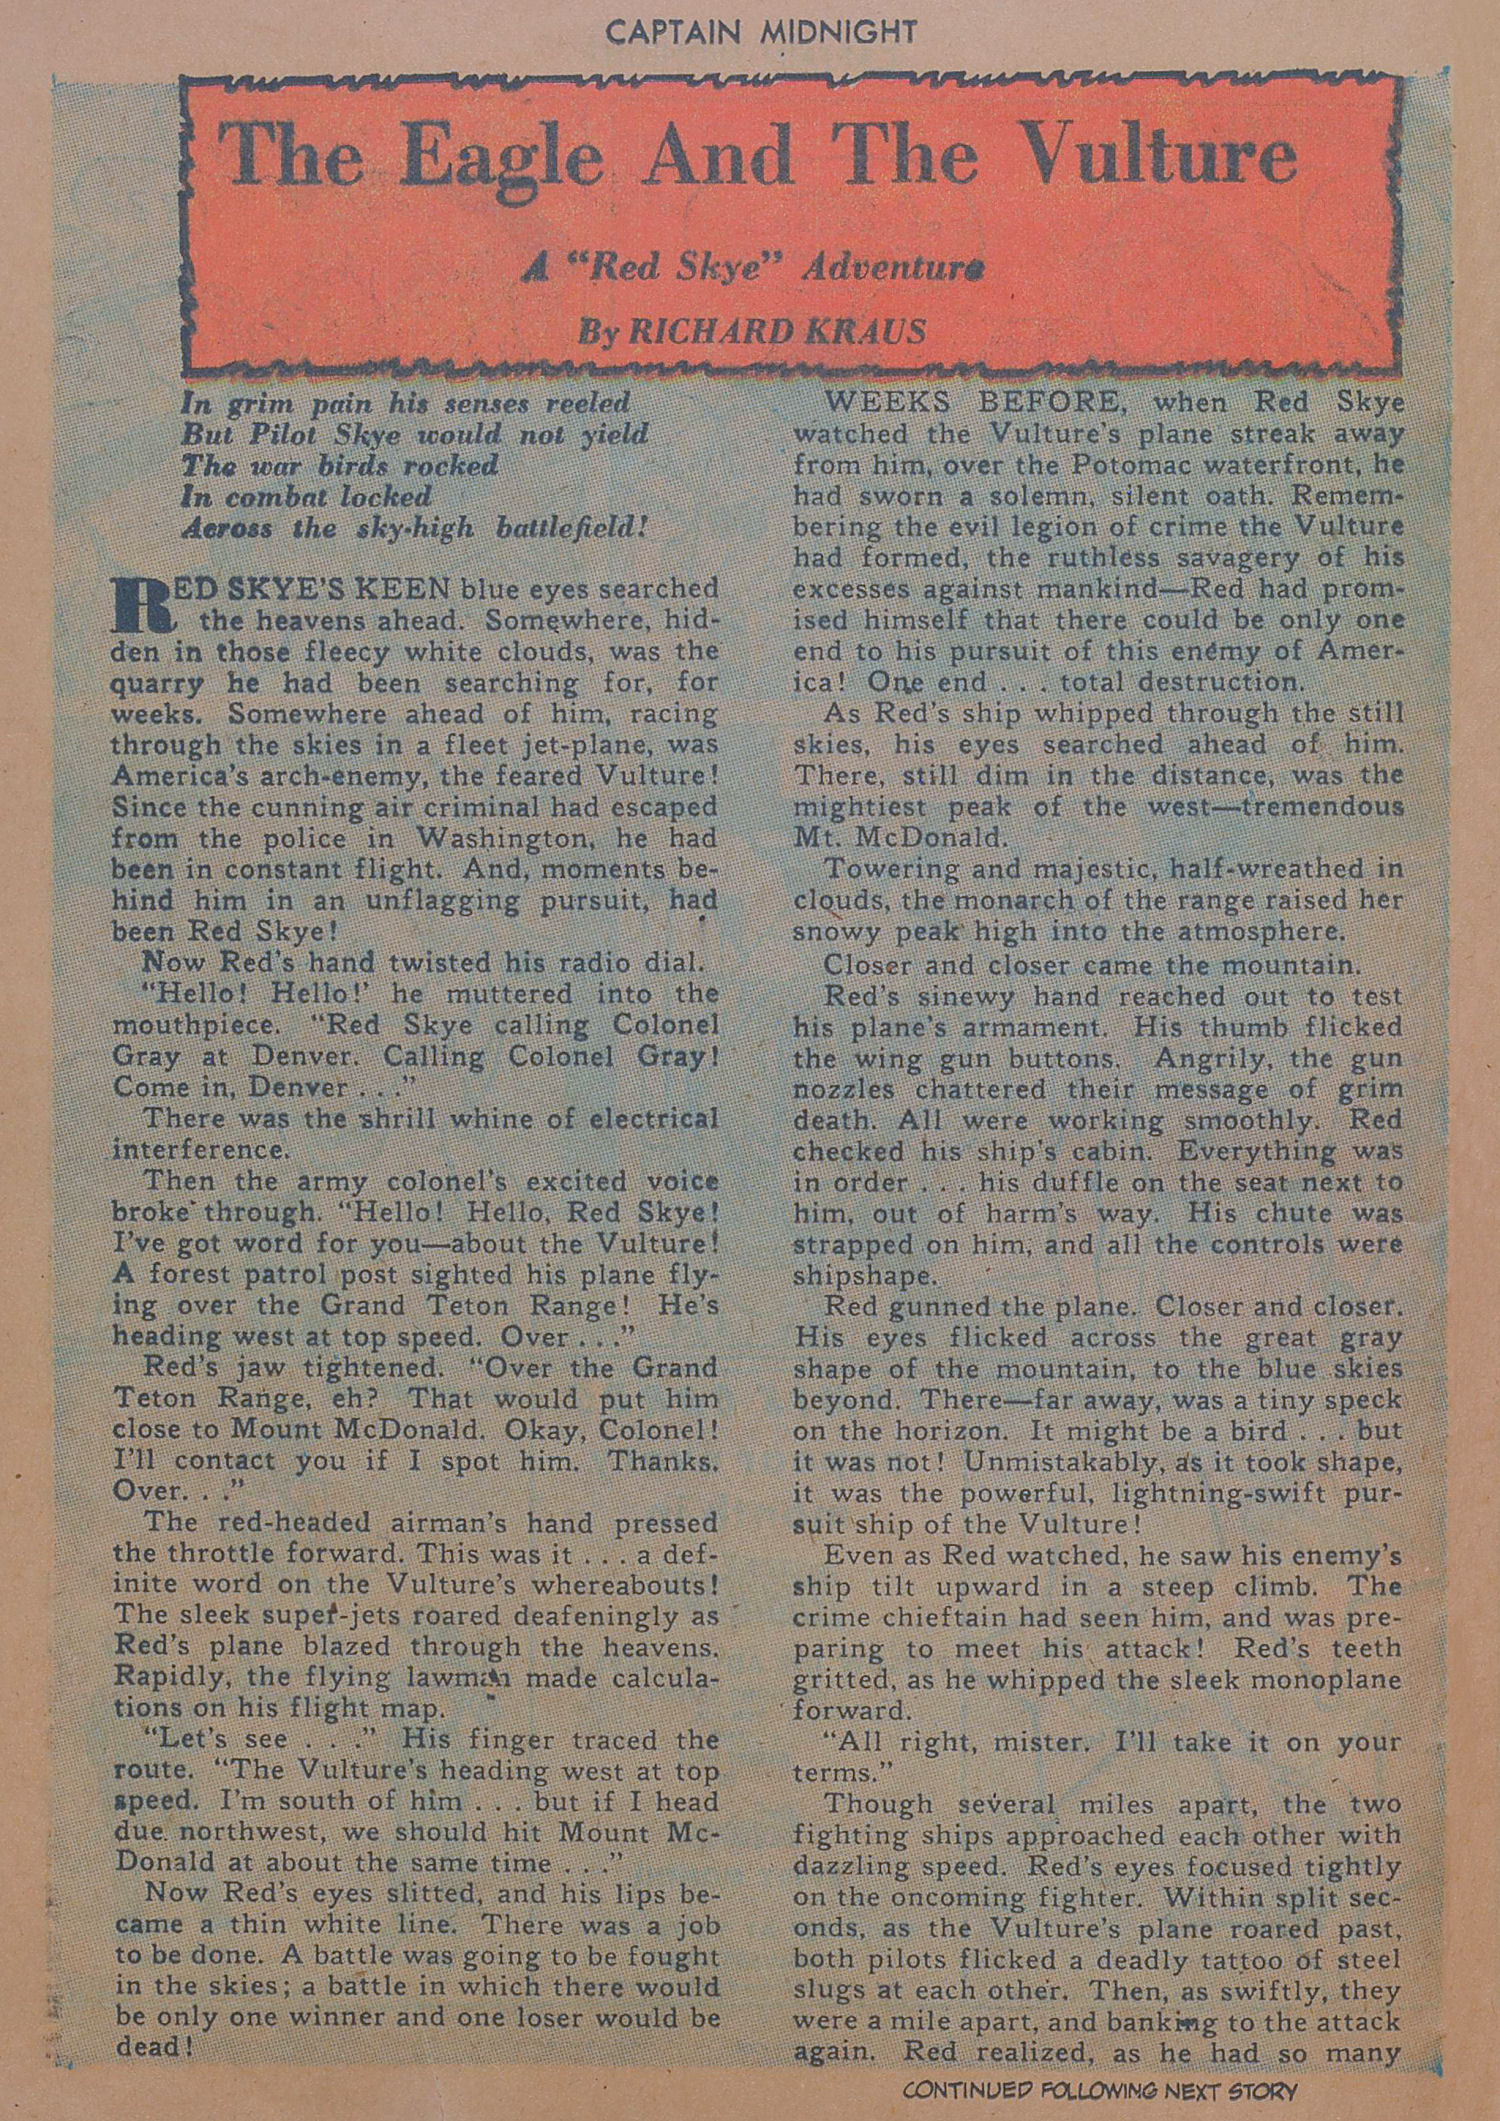 CAPTAIN MIDNIGHT
The Eagle And The Vulture
A "Red Skye" Adventure
By RICHARD KRAUS
In grim pain his senses reeled
But Pilot Skye would not yield
The war birds rocked
In combat locked
Across the sky-high battlefield!
RED SKYE'S KEEN blue eyes searched
the heavens ahead. Somewhere, hid-
den in those fleecy white clouds, was the
quarry he had been searching for, for
weeks. Somewhere ahead of him, racing
through the skies in a fleet jet-plane, was
America's arch-enemy, the feared Vulture!
Since the cunning air criminal had escaped
from the police in Washington, he had
been in constant flight. And, moments be-
hind him in an unflagging pursuit, had
been Red Skye!
Now Red's hand twisted his radio dial.
"Hello! Hello!' he muttered into the
mouthpiece. "Red Skye calling Colonel
Gray at Denver. Calling Colonel Gray!
Come in, Denver . . ."
There was the shrill whine of electrical
interference.
Then the army colonel's excited voice
broke through. "Hello! Hello, Red Skye!
I've got word for you—about the Vulture!
A forest patrol post sighted his plane fly-
ing over the Grand Teton Range! He's
heading west at top speed. Over . . ."
Red's jaw tightened. "Over the Grand
Teton Range, eh? That would put him
close to Mount McDonald. Okay, Colonel!
I'll contact you if I spot him. Thanks.
Over. . ."
The red-headed airman's hand pressed
the throttle forward. This was it . . . a def-
inite word on the Vulture's whereabouts!
The sleek super-jets roared deafeningly as
Red's plane blazed through the heavens.
Rapidly, the flying lawman made calcula-
tions on his flight map.
"Let's see . . ." His finger traced the
route. "The Vulture's heading west at top
speed. I'm south of him . . . but if I head
due northwest, we should hit Mount Mc-
Donald at about the same time . . ."
Now Red's eyes slitted, and his lips be-
came a thin white line. There was a job
to be done. A battle was going to be fought
in the skies; a battle in which there would
be only one winner and one loser would be
dead!
WEEKS BEFORE, when Red Skye
watched the Vulture's plane streak away
from him, over the Potomac waterfront, he
had sworn a solemn, silent oath. Remem-
bering the evil legion of crime the Vulture
had formed, the ruthless savagery of his
excesses against mankind—Red had prom-
ised himself that there could be only one
end to his pursuit of this enemy of Amer-
ica! One end . . . total destruction.
As Red's ship whipped through the still
skies, his eyes searched ahead of him.
There, still dim in the distance, was the
mightiest peak of the west—tremendous
Mt. McDonald.
Towering and majestic, half-wreathed in
clouds, the monarch of the range raised her
snowy peak high into the atmosphere.
Closer and closer came the mountain.
Red's sinewy hand reached out to test
his plane's armament. His thumb flicked
the wing gun buttons. Angrily, the gun
nozzles chattered their message of grim
death. All were working smoothly. Red
checked his ship's cabin. Everything was
in order . . . his duffle on the seat next to
him, out of harm's way. His chute was
strapped on him, and all the controls were
shipshape.
Red gunned the plane. Closer and closer.
His eyes flicked across the great gray
shape of the mountain, to the blue skies
beyond. There—far away, was a tiny speck
on the horizon. It might be a bird . . . but
it was not! Unmistakably, as it took shape,
it was the powerful, lightning-swift pur-
suit ship of the Vulture!
Even as Red watched, he saw his enemy's
ship tilt upward in a steep climb. The
crime chieftain had seen him, and was pre-
paring to meet his attack! Red's teeth
gritted, as he whipped the sleek monoplane
forward.
"All right, mister. I'll take it on your
terms."
Though several miles apart, the two
fighting ships approached each other with
dazzling speed. Red's eyes focused tightly
on the oncoming fighter. Within split sec-
onds, as the Vulture's plane roared past,
both pilots flicked a deadly tattoo of steel
slugs at each other. Then, as swiftly, they
were a mile apart, and banking to the attack
again. Red realized, as he had so many
CONTINUED FOLLOWING NEXT STORY